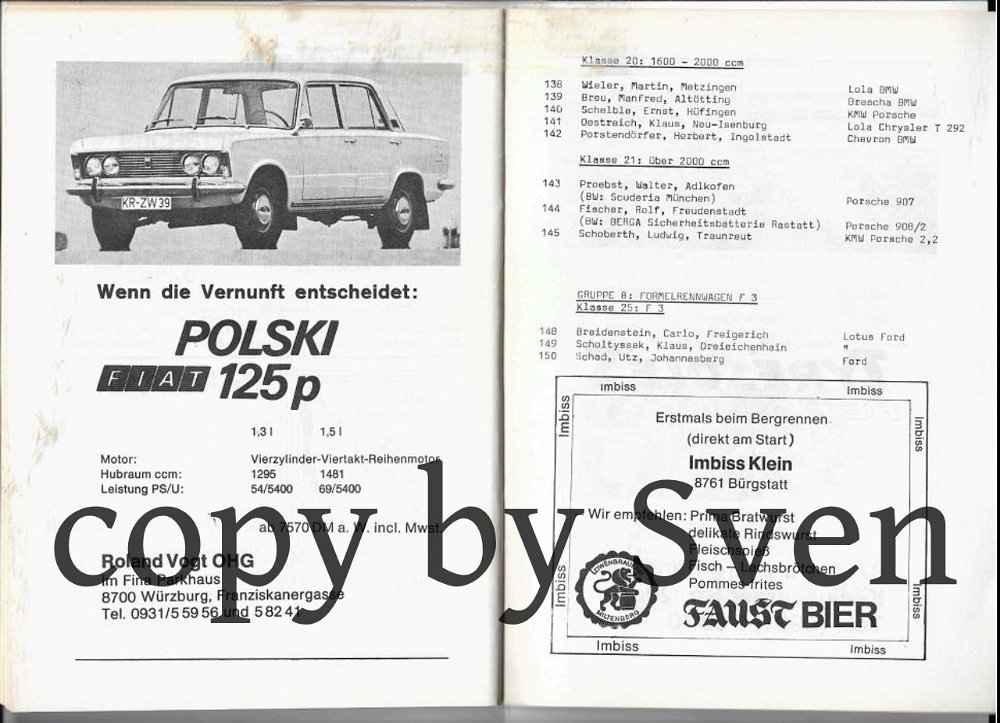 KR-ZW 39
Wenn die Vernunft entscheidet:
POLSKI
FIAT 125p
1,3 l 1,5 l
Motor: Vierzylinder-Viertakt-Reihenmotor
Hubraum ccm: 1295 1481
Leistung PS/U: 54/5400 69/5400
ab 7570 DM a. W. incl. Mwst.
Roland Vogt OHG
Im Fina Parkhaus
8700 Würzburg, Franziskanergasse
Tel. 0931/5 59 56 und 5 82 41
Klasse 20: 1600 - 2000 ccm
138 Wieler, Martin, Metzingen Lola BMW
139 Breu, Manfred, Altötting Brescha BMW
140 Schelble, Ernst, Hüfingen KMW Porsche
141 Oestreich, Klaus, Neu-Isenburg Lola Chrysler T 292
142 Porstendörfer, Herbert, Ingolstadt Chevron BMW
Klasse 21: über 2000 ccm
143 Proebst, Walter, Adlkofen
(BW: Scuderia München) Porsche 907
144 Fischer, Rolf, Freudenstadt
(BW: BERGA Sicherheitsbatterie Rastatt) Porsche 908/2
145 Schoberth, Ludwig, Traunreut KMW Porsche 2,2
GRUPPE 8: FORMELRENNWAGEN F 3
Klasse 25: F 3
148 Breidenstein, Carlo, Freigerich Lotus Ford
149 Scholtyssek, Klaus, Dreieichenhain "
150 Schad, Utz, Johannesberg Ford
Imbiss Imbiss
Imbiss
Imbiss
Erstmals beim Bergrennen
(direkt am Start)
Imbiss Klein
8761 Bürgstatt
Wir empfehlen: Prima Bratwurst
delikate Rindswurst
Fleischspieß
Fisch – Lachsbrötchen
Pommes-frites
LÖWENBRAUEREI
MILTENBERG
FAUST BIER
Imbiss
Imbiss
Imbiss Imbiss
copy by Sven